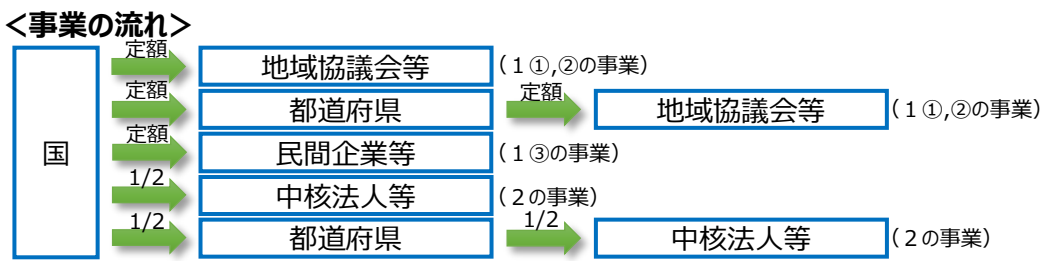 ＜事業の流れ＞
国
定額 地域協議会等 （１①,②の事業）
定額 都道府県 定額 地域協議会等 （１①,②の事業）
定額 民間企業等 （１③の事業）
1/2 中核法人等 （２の事業）
1/2 都道府県 1/2 中核法人等 （２の事業）